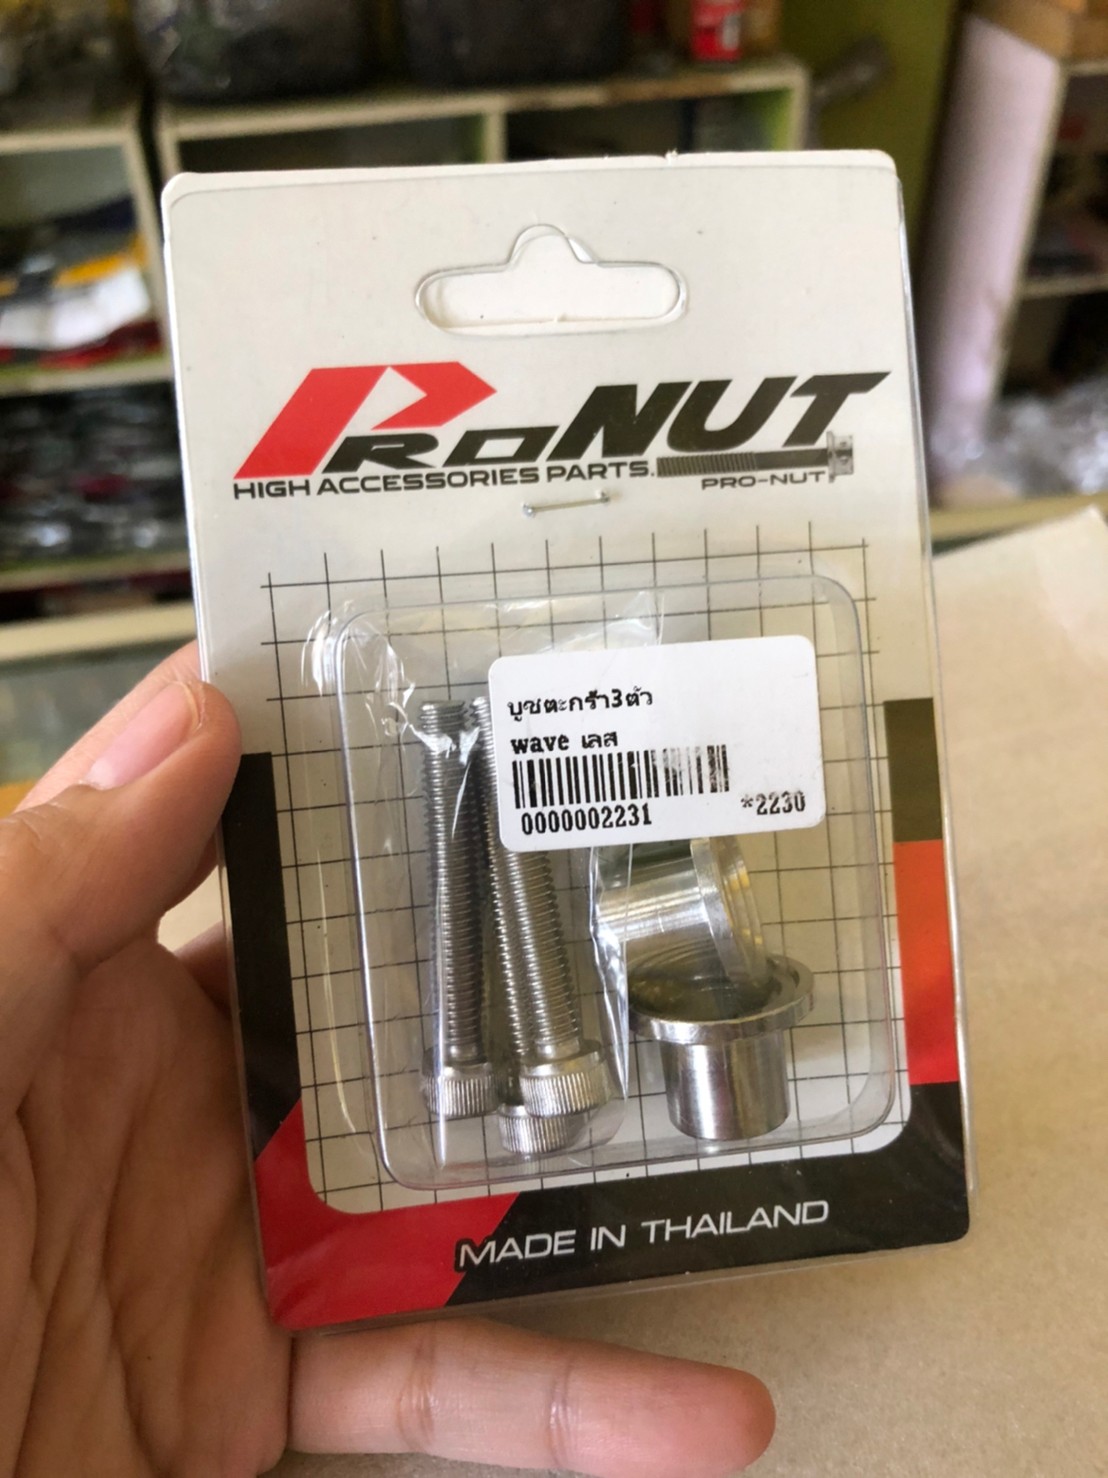 PRONUT
HIGH ACCESSORIES PARTS.
PRO-NUT
บูชตะกร้า3ตัว
wave เลส
0000002231
*2230
MADE IN THAILAND